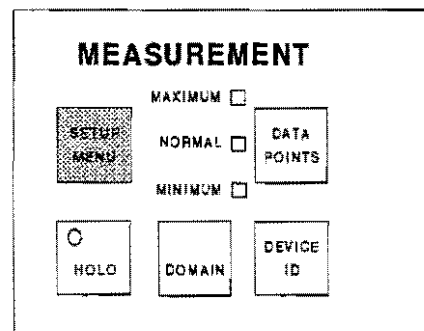 MEASUREMENT
MAXIMUM
SETUP
MENU
NORMAL
DATA
POINTS
MINIMUM
HOLD
DOMAIN
DEVICE
ID